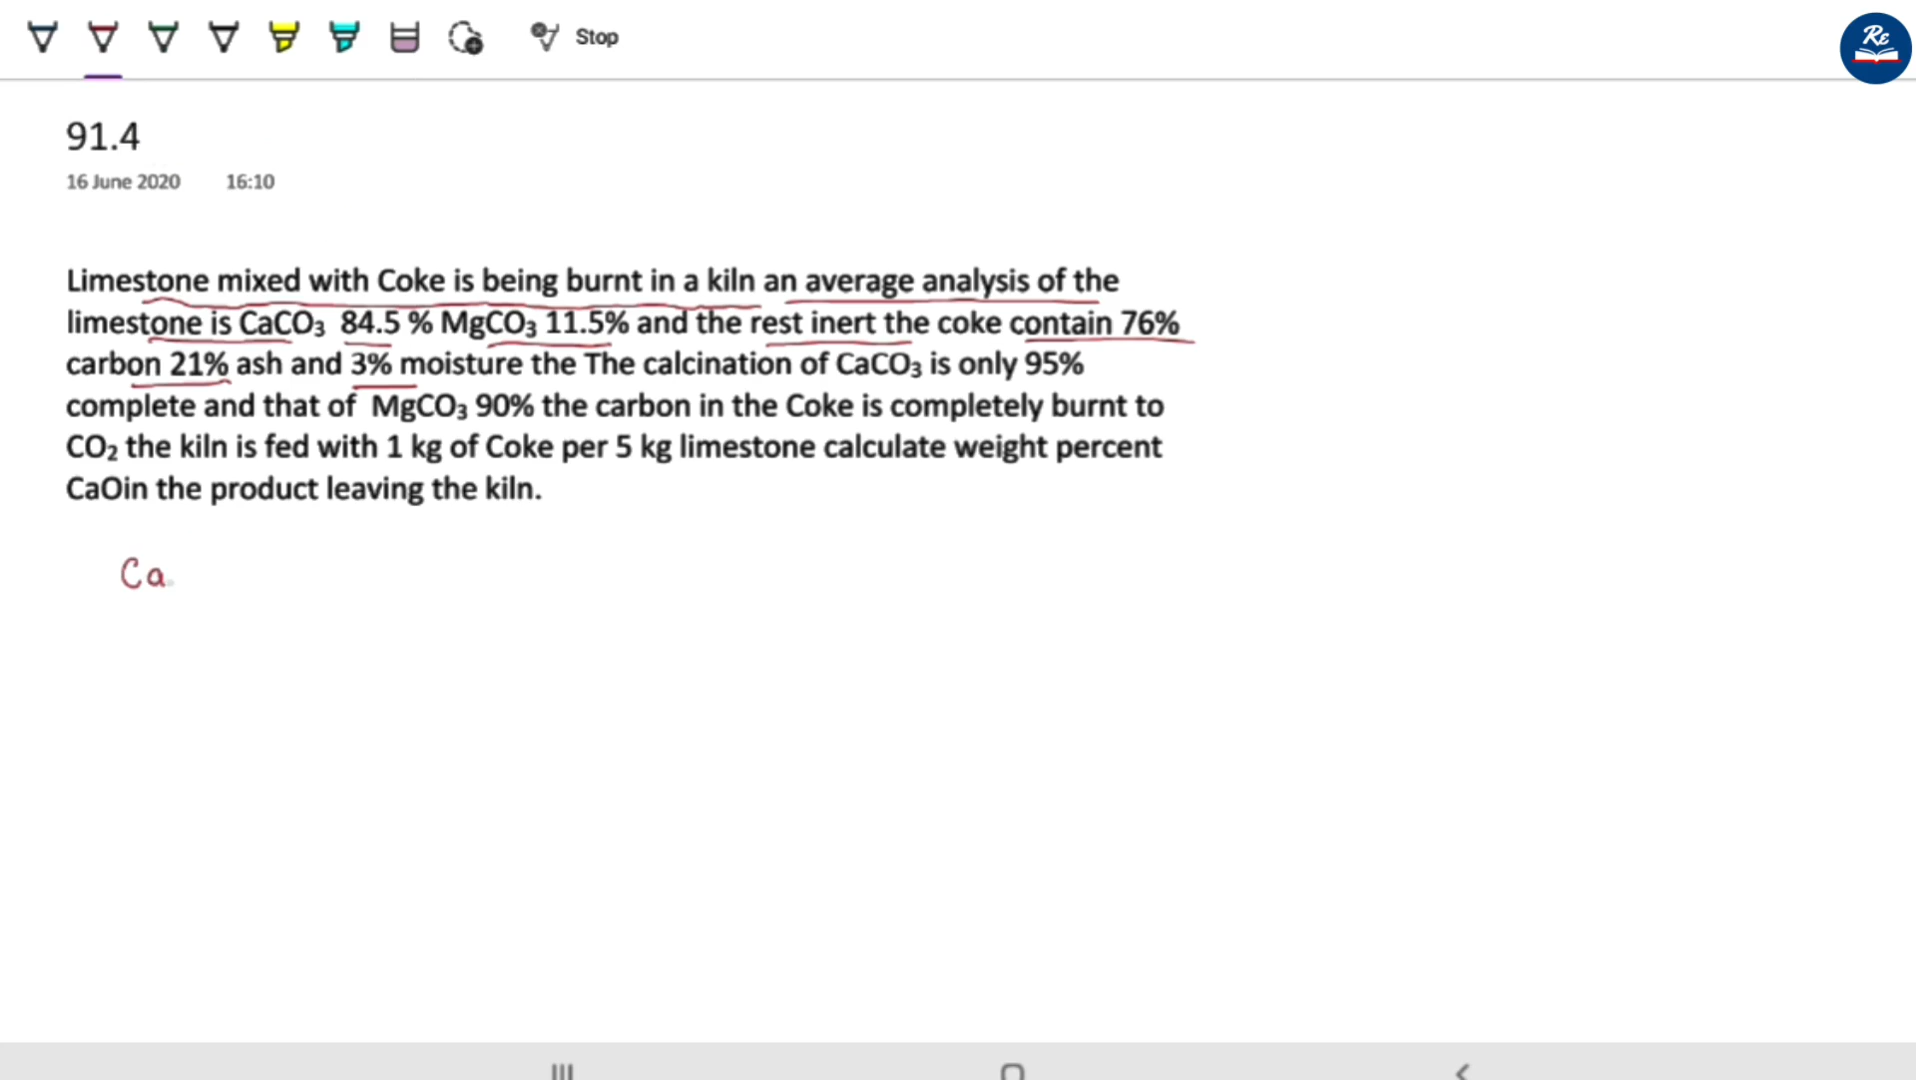 Stop
Rε
91.4
16 June 2020 16:10
Limestone mixed with Coke is being burnt in a kiln an average analysis of the
limestone is CaCO₃ 84.5 % MgCO₃ 11.5% and the rest inert the coke contain 76%
carbon 21% ash and 3% moisture the The calcination of CaCO₃ is only 95%
complete and that of MgCO₃ 90% the carbon in the Coke is completely burnt to
CO₂ the kiln is fed with 1 kg of Coke per 5 kg limestone calculate weight percent
CaOin the product leaving the kiln.
Ca